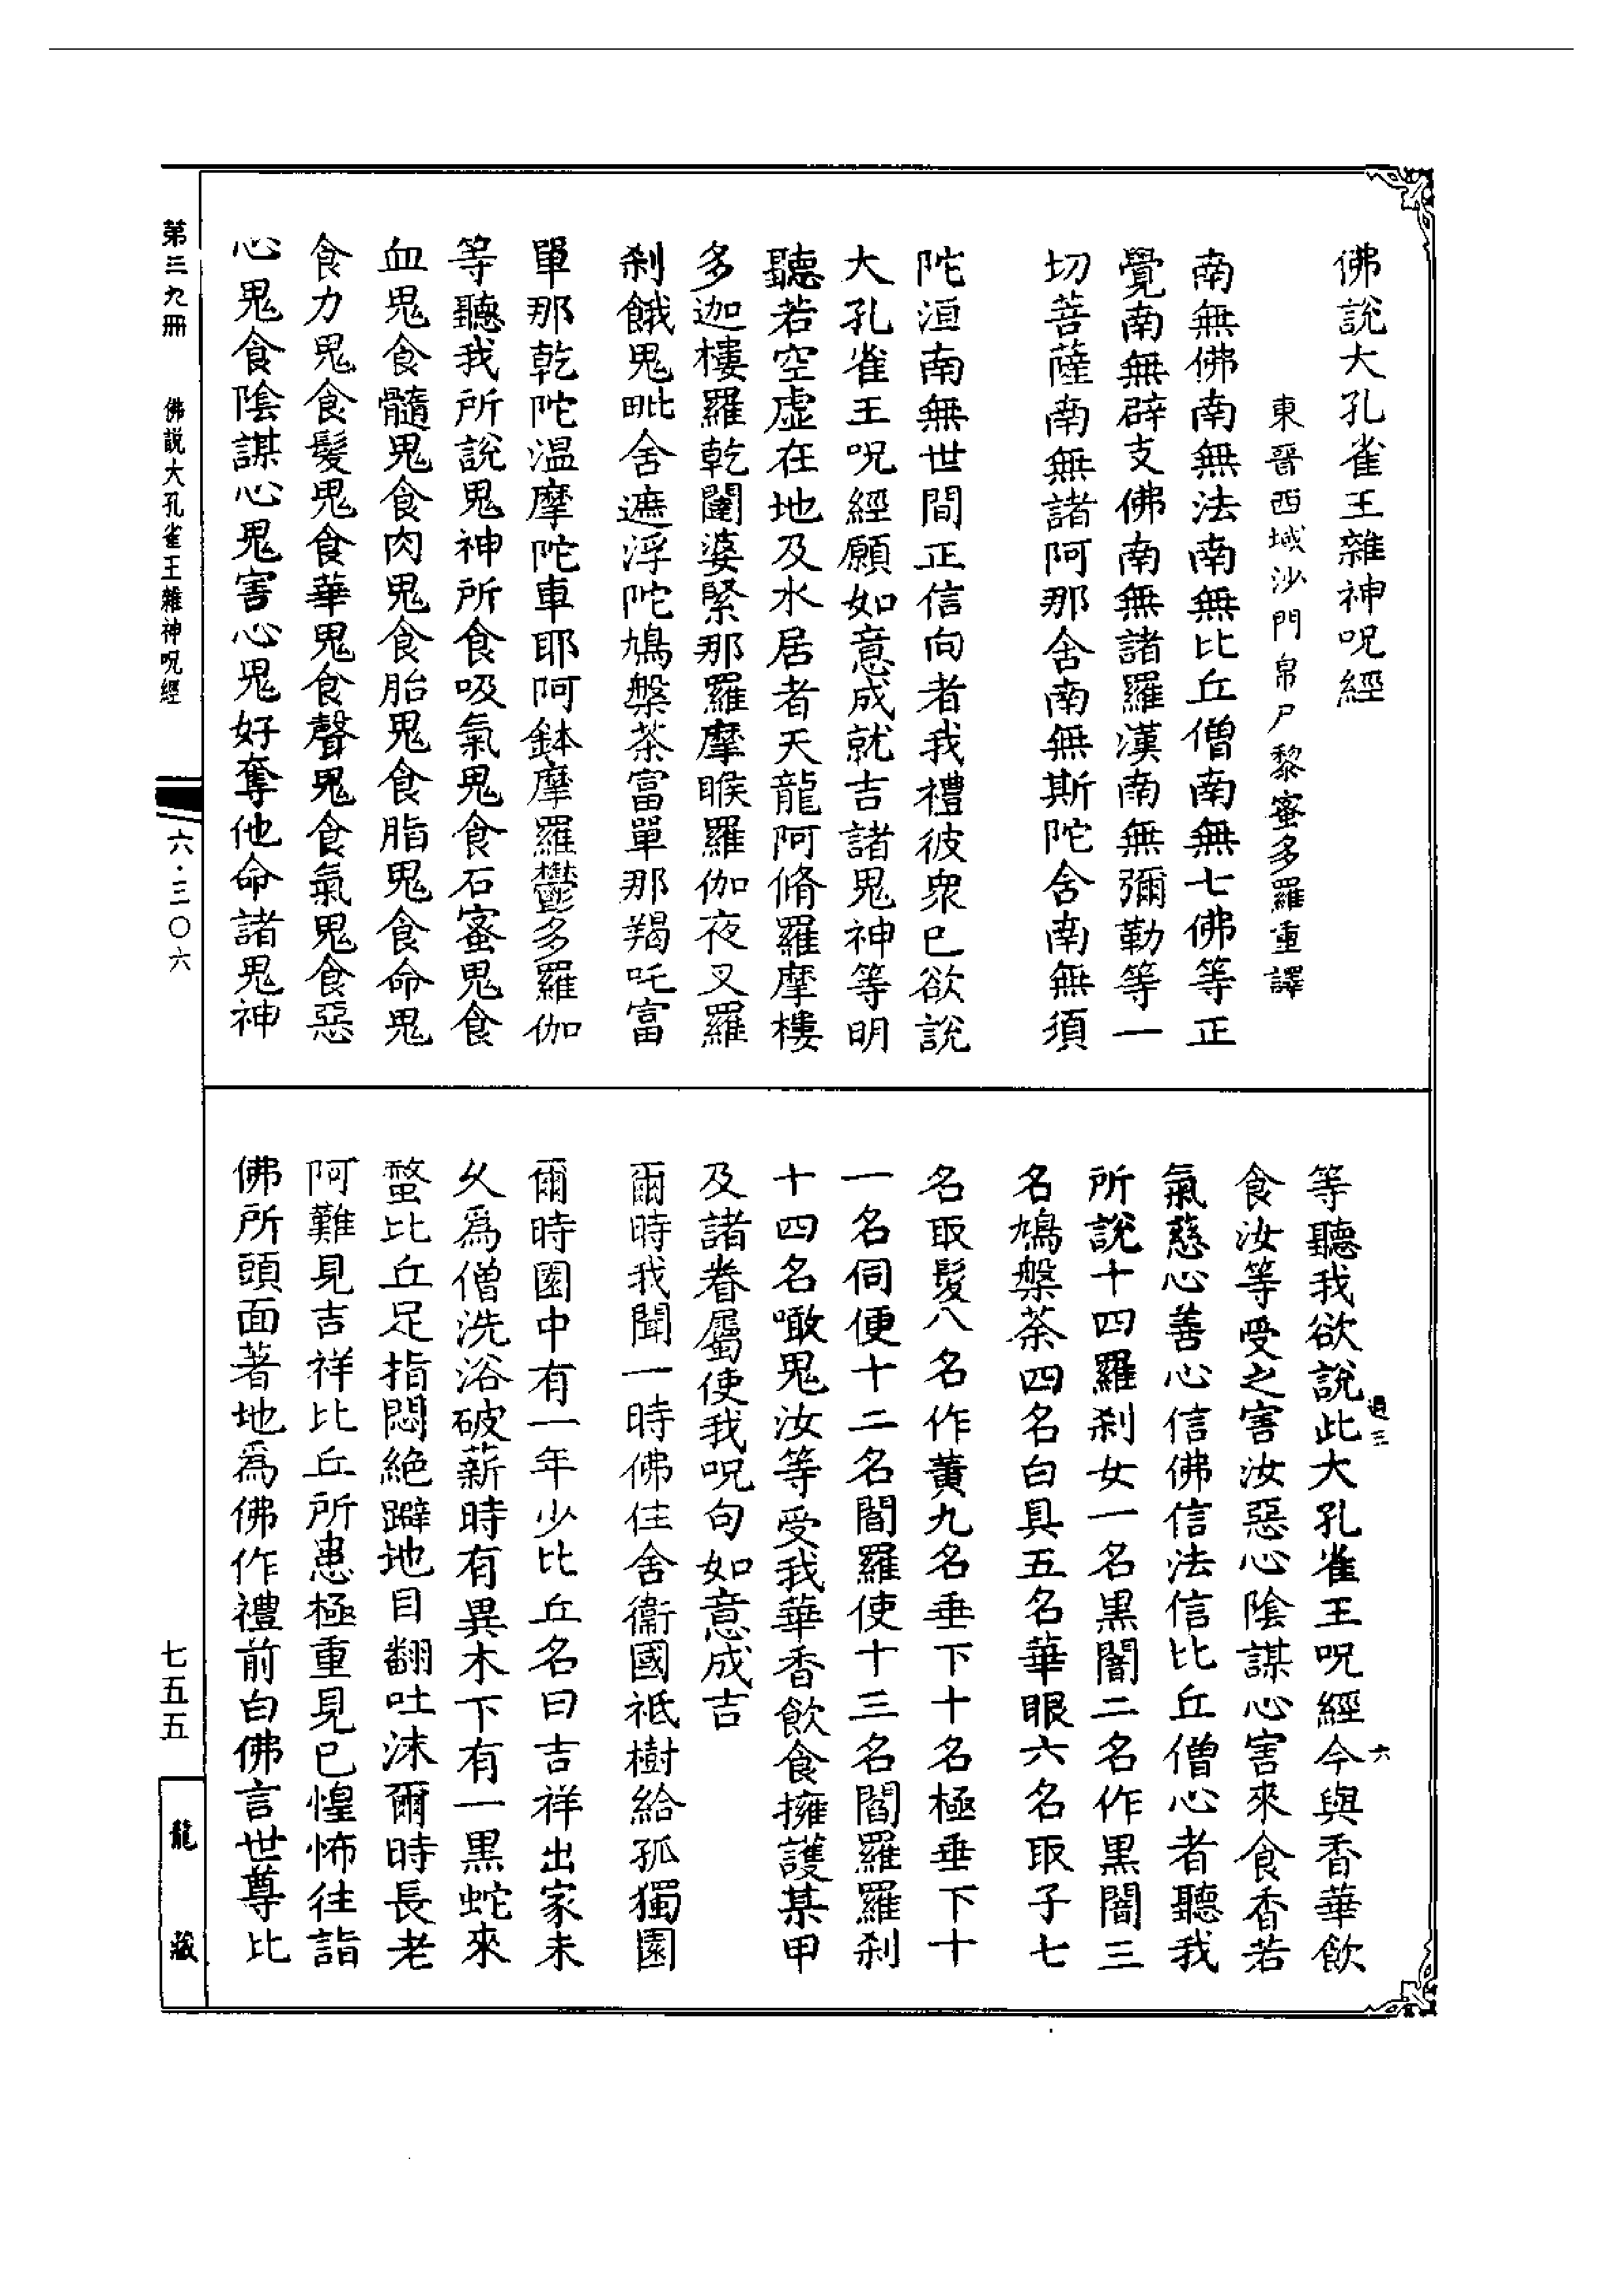 佛說大孔雀王雜神呪經
東晉西域沙門帛尸黎蜜多羅重譯
南無佛南無法南無比丘僧南無七佛等正
覺南無辟支佛南無諸羅漢南無彌勒等一
切菩薩南無諸阿那舍南無斯陀舍南無須
陀洹南無世間正信向者我禮彼衆已欲說
大孔雀王呪經願如意成就吉諸鬼神等明
聽若空虛在地及水居者天龍阿脩羅摩樓
多迦樓羅乾闥婆緊那羅摩睺羅伽夜叉羅
刹餓鬼毗舍遮浮陀鳩槃茶富單那羯吒富
單那乾陀溫摩陀車耶阿鉢摩羅鬱多羅伽
等聽我所說鬼神所食吸氣鬼食石蜜鬼食
血鬼食髓鬼食肉鬼食胎鬼食脂鬼食命鬼
食力鬼食髮鬼食華鬼食聲鬼食氣鬼食惡
心鬼食陰謀心鬼害心鬼好奪他命諸鬼神
等聽我欲說此大孔雀王呪經今與香華飲
食汝等受之害汝惡心陰謀心害來食香若
氣慈心善心信佛信法信比丘僧心者聽我
所說十四羅刹女一名黒闇二名作黒闇三
名鳩槃茶四名白具五名華眼六名取子七
名取髮八名作黃九名垂下十名極垂下十
一名伺便十二名閻羅使十三名閻羅羅刹
十四名噉鬼汝等受我華香飲食擁護某甲
及諸眷屬使我呪句如意成吉
爾時我聞一時佛住舍衞國祇樹給孤獨園
爾時園中有一年少比丘名曰吉祥出家未
久爲僧洗浴破薪時有異木下有一黒蛇來
螫比丘足指悶絕躃地目翻吐沫爾時長老
阿難見吉祥比丘所患極重見已惶怖往詣
佛所頭面著地爲佛作禮前白佛言世尊比
過三
六
第三九冊
佛說大孔雀王雜神呪經
六·三〇六
七五五
龍藏